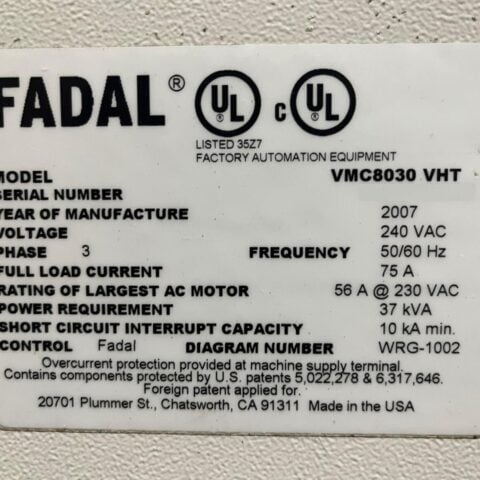 FADAL ® UL c UL
LISTED 35Z7
FACTORY AUTOMATION EQUIPMENT
MODEL VMC8030 VHT
SERIAL NUMBER
YEAR OF MANUFACTURE 2007
VOLTAGE 240 VAC
PHASE 3 FREQUENCY 50/60 Hz
FULL LOAD CURRENT 75 A
RATING OF LARGEST AC MOTOR 56 A @ 230 VAC
POWER REQUIREMENT 37 kVA
SHORT CIRCUIT INTERRUPT CAPACITY 10 kA min.
CONTROL Fadal DIAGRAM NUMBER WRG-1002
Overcurrent protection provided at machine supply terminal.
Contains components protected by U.S. patents 5,022,278 & 6,317,646.
Foreign patent applied for.
20701 Plummer St., Chatsworth, CA 91311 Made in the USA